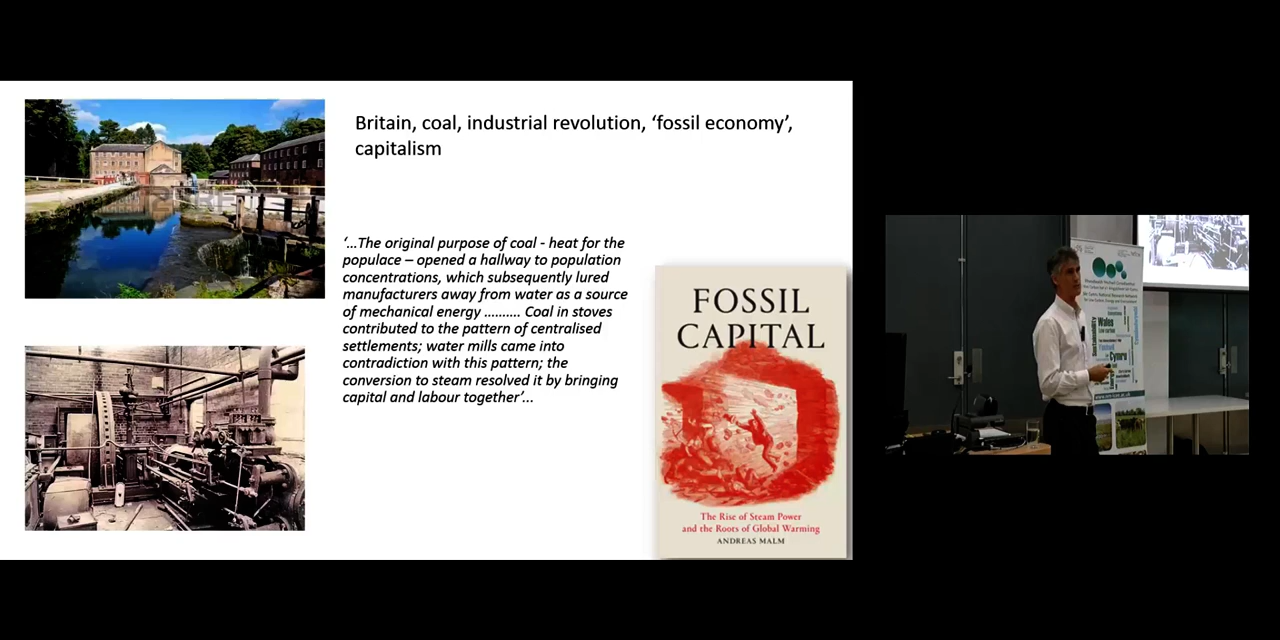 Britain, coal, industrial revolution, ‘fossil economy’,
capitalism
‘…The original purpose of coal - heat for the
populace – opened a hallway to population
concentrations, which subsequently lured
manufacturers away from water as a source
of mechanical energy .......... Coal in stoves
contributed to the pattern of centralised
settlements; water mills came into
contradiction with this pattern; the
conversion to steam resolved it by bringing
capital and labour together’...
FOSSIL
CAPITAL
The Rise of Steam Power
and the Roots of Global Warming
ANDREAS MALM
Wales
Cymru